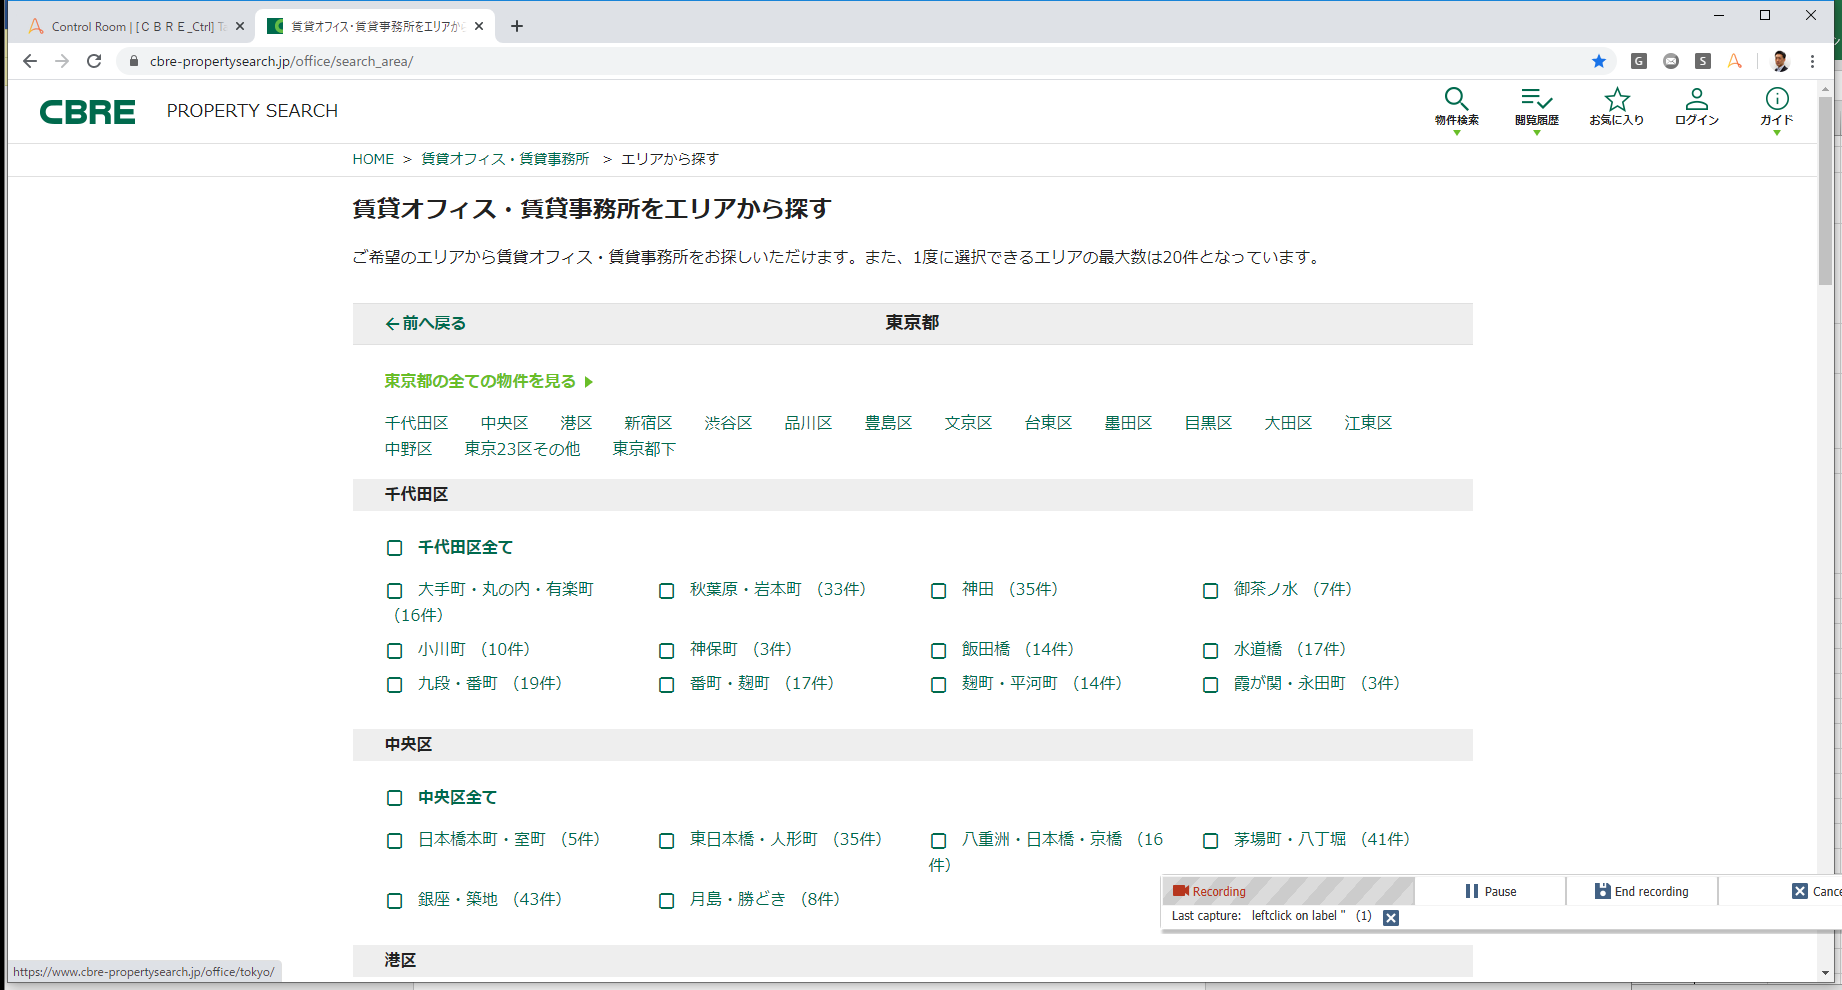 Control Room | [ＣＢＲＥ_Ctrl] Ta
賃貸オフィス・賃貸事務所をエリアから
cbre-propertysearch.jp/office/search_area/
CBRE PROPERTY SEARCH
物件検索 閲覧履歴 お気に入り ログイン ガイド
HOME > 賃貸オフィス・賃貸事務所 > エリアから探す
賃貸オフィス・賃貸事務所をエリアから探す
ご希望のエリアから賃貸オフィス・賃貸事務所をお探しいただけます。また、1度に選択できるエリアの最大数は20件となっています。
前へ戻る 東京都
東京都の全ての物件を見る
千代田区 中央区 港区 新宿区 渋谷区 品川区 豊島区 文京区 台東区 墨田区 目黒区 大田区 江東区
中野区 東京23区その他 東京都下
千代田区
千代田区全て
大手町・丸の内・有楽町 秋葉原・岩本町 （33件） 神田 （35件） 御茶ノ水 （7件）
（16件）
小川町 （10件） 神保町 （3件） 飯田橋 （14件） 水道橋 （17件）
九段・番町 （19件） 番町・麹町 （17件） 麹町・平河町 （14件） 霞が関・永田町 （3件）
中央区
中央区全て
日本橋本町・室町 （5件） 東日本橋・人形町 （35件） 八重洲・日本橋・京橋 （16 茅場町・八丁堀 （41件）
件）
銀座・築地 （43件） 月島・勝どき （8件）
Recording Pause End recording Cance
Last capture: leftclick on label '' (1)
港区
https://www.cbre-propertysearch.jp/office/tokyo/